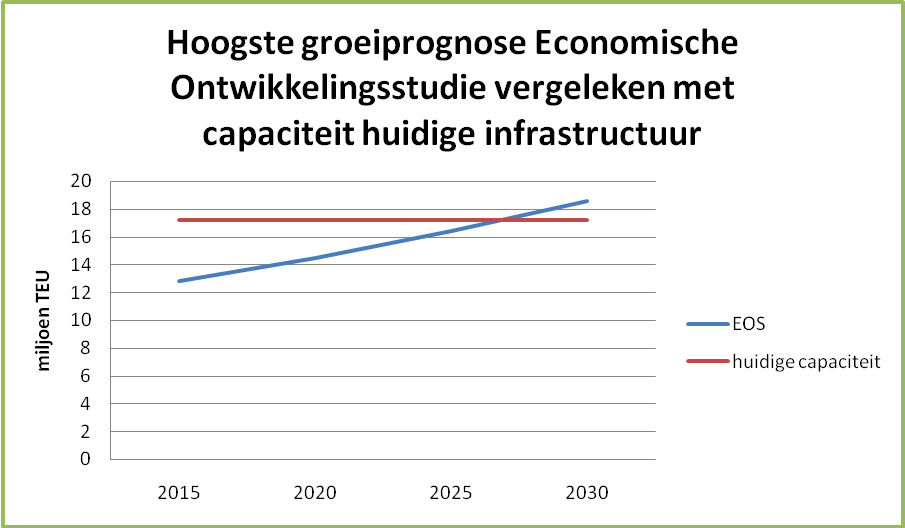 Hoogste groeiprognose Economische
Ontwikkelingsstudie vergeleken met
capaciteit huidige infrastructuur
miljoen TEU
20
18
16
14
12
10
8
6
4
2
0
2015 2020 2025 2030
EOS
huidige capaciteit